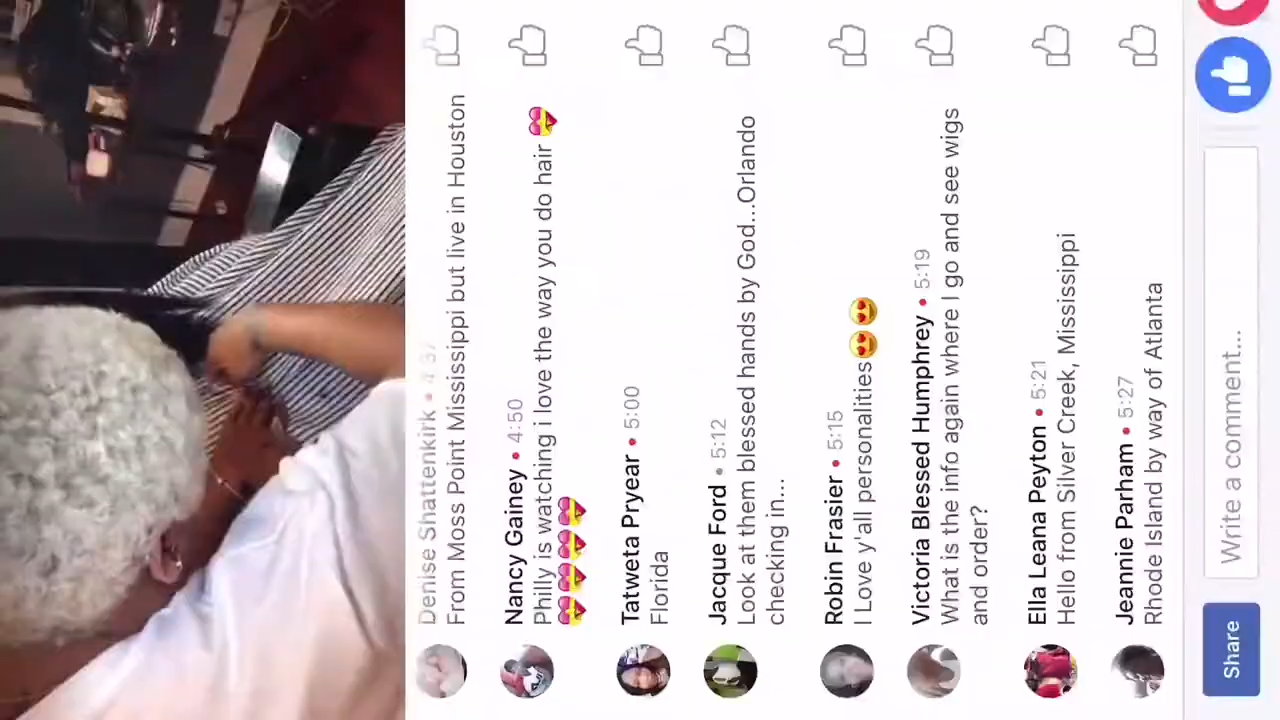 Denise Shattenkirk • 4:37
From Moss Point Mississippi but live in Houston
Nancy Gainey • 4:50
Philly is watching i love the way you do hair 💝
💝💝💝💝
Tatweta Pryear • 5:00
Florida
Jacque Ford • 5:12
Look at them blessed hands by God...Orlando
checking in...
Robin Frasier • 5:15
I Love y'all personalities😍😍
Victoria Blessed Humphrey • 5:19
What is the info again where I go and see wigs
and order?
Ella Leana Peyton • 5:21
Hello from Silver Creek, Mississippi
Jeannie Parham • 5:27
Rhode Island by way of Atlanta
Share
Write a comment...